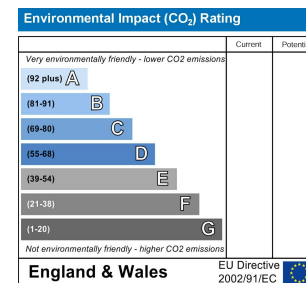 Environmental Impact (CO₂) Rating
Current Potenti
Very environmentally friendly - lower CO2 emissions
(92 plus) A
(81-91) B
(69-80) C
(55-68) D
(39-54) E
(21-38) F
(1-20) G
Not environmentally friendly - higher CO2 emissions
England & Wales
EU Directive
2002/91/EC